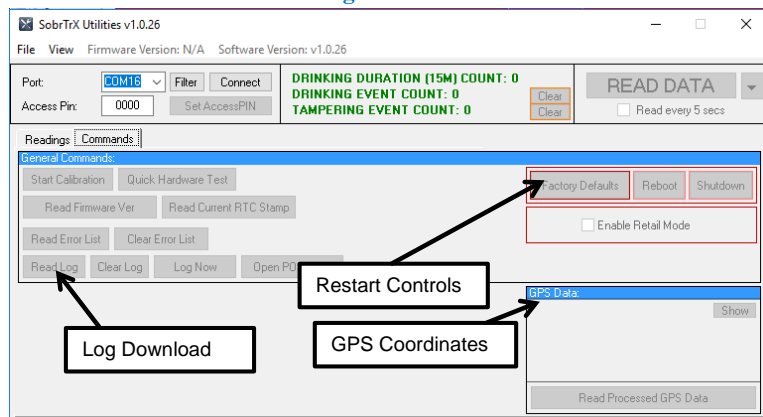 SobrTrX Utilities v1.0.26
File View Firmware Version: N/A Software Version: v1.0.26
Port: COM16 Filter Connect
Access Pin: 0000 Set AccessPIN
DRINKING DURATION (15M) COUNT: 0
DRINKING EVENT COUNT: 0 Clear
TAMPERING EVENT COUNT: 0 Clear
READ DATA
Read every 5 secs
Readings Commands
General Commands:
Start Calibration Quick Hardware Test
Factory Defaults Reboot Shutdown
Read Firmware Ver Read Current RTC Stamp
Enable Retail Mode
Read Error List Clear Error List
Read Log Clear Log Log Now Open
Restart Controls
GPS Data:
Show
Log Download
GPS Coordinates
Read Processed GPS Data